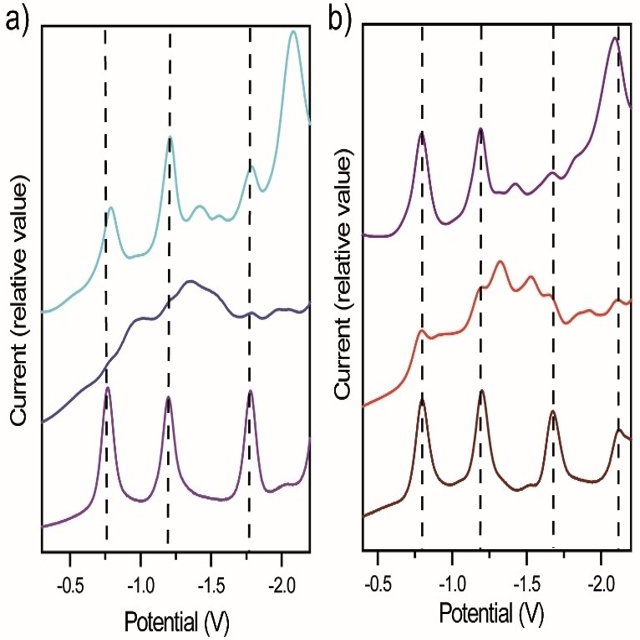 a)
Current (relative value)
-0.5 -1.0 -1.5 -2.0
Potential (V)
b)
Current (relative value)
-0.5 -1.0 -1.5 -2.0
Potential (V)